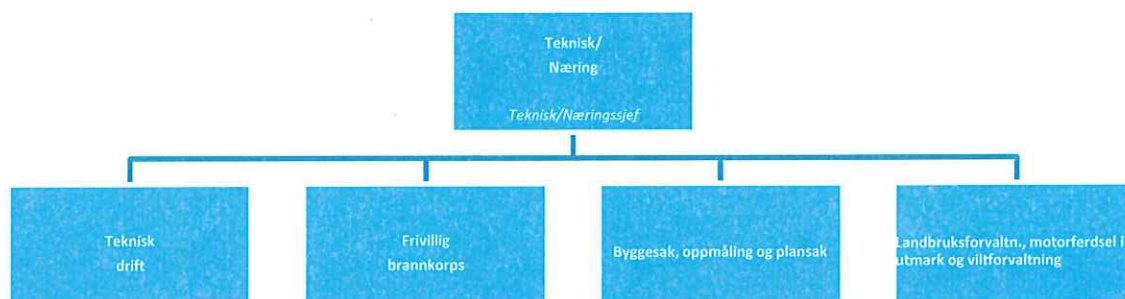 Teknisk/
Næring
Teknisk/Næringssjef
Teknisk
drift
Frivillig
brannkorps
Byggesak, oppmåling og plansak
Landbruksforvaltn., motorferdsel i
utmark og viltforvaltning